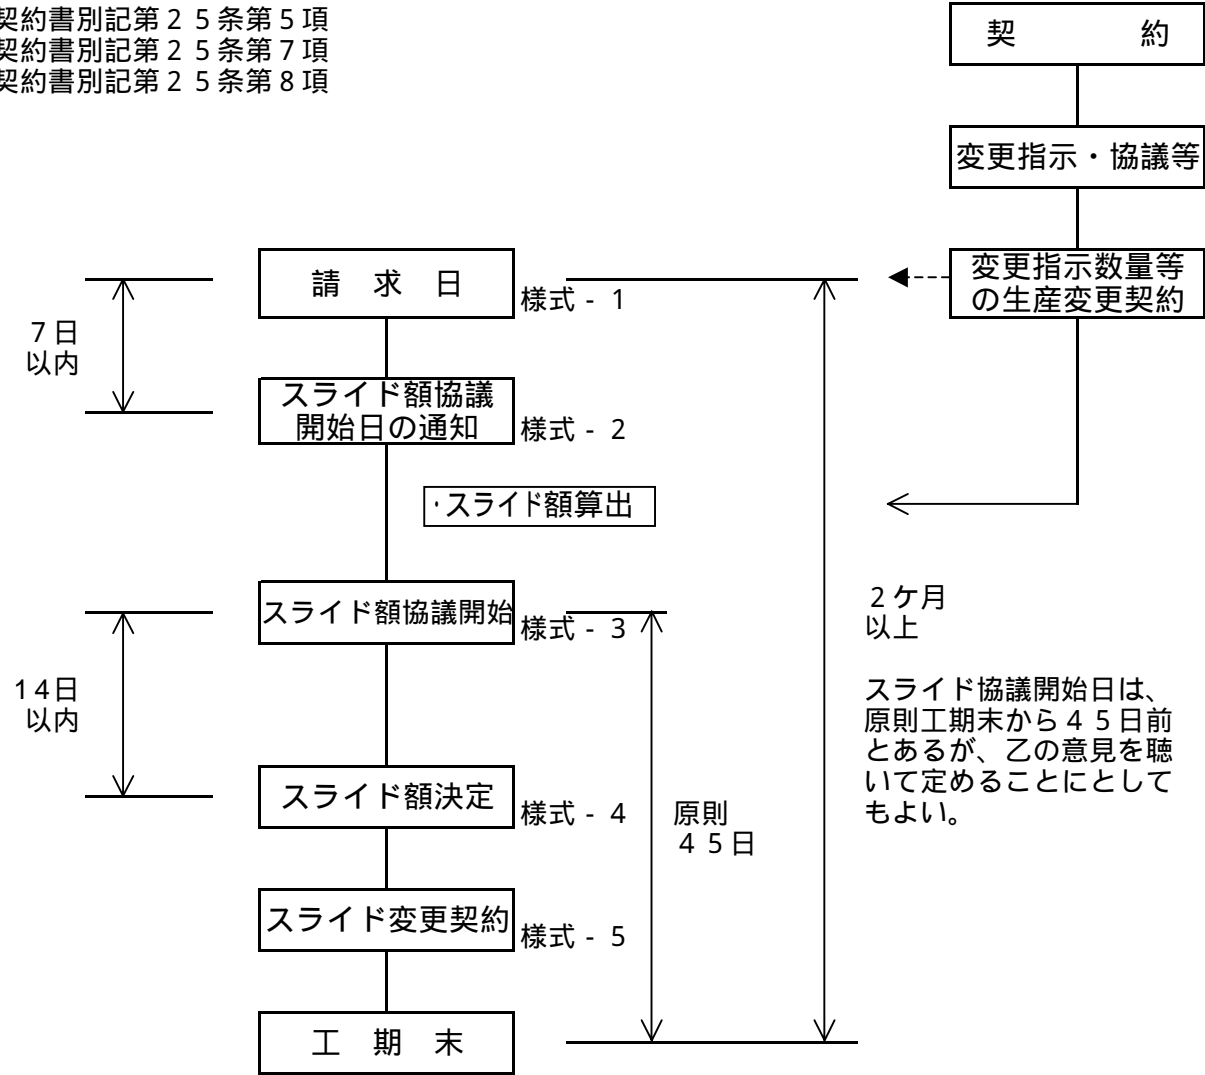 契約書別記第２５条第５項
契約書別記第２５条第７項
契約書別記第２５条第８項
契　　　　約
変更指示・協議等
変更指示数量等
の生産変更契約
請　求　日
様式 - 1
７日
以内
スライド額協議
開始日の通知
様式 - 2
・スライド額算出
スライド額協議開始
様式 - 3
14日
以内
２ケ月
以上
スライド協議開始日は、
原則工期末から４５日前
とあるが、乙の意見を聴
いて定めることにとして
もよい。
スライド額決定
様式 - 4
原則
４５日
スライド変更契約
様式 - 5
工　期　末